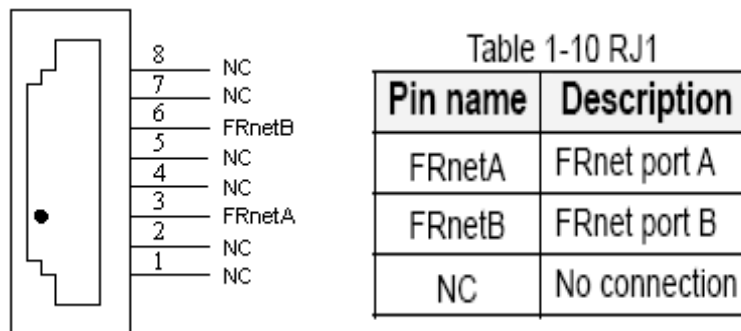 8 NC
7 NC
6 FRnetB
5 NC
4 NC
3 FRnetA
2 NC
1 NC
Table 1-10 RJ1
Pin name Description
FRnetA FRnet port A
FRnetB FRnet port B
NC No connection